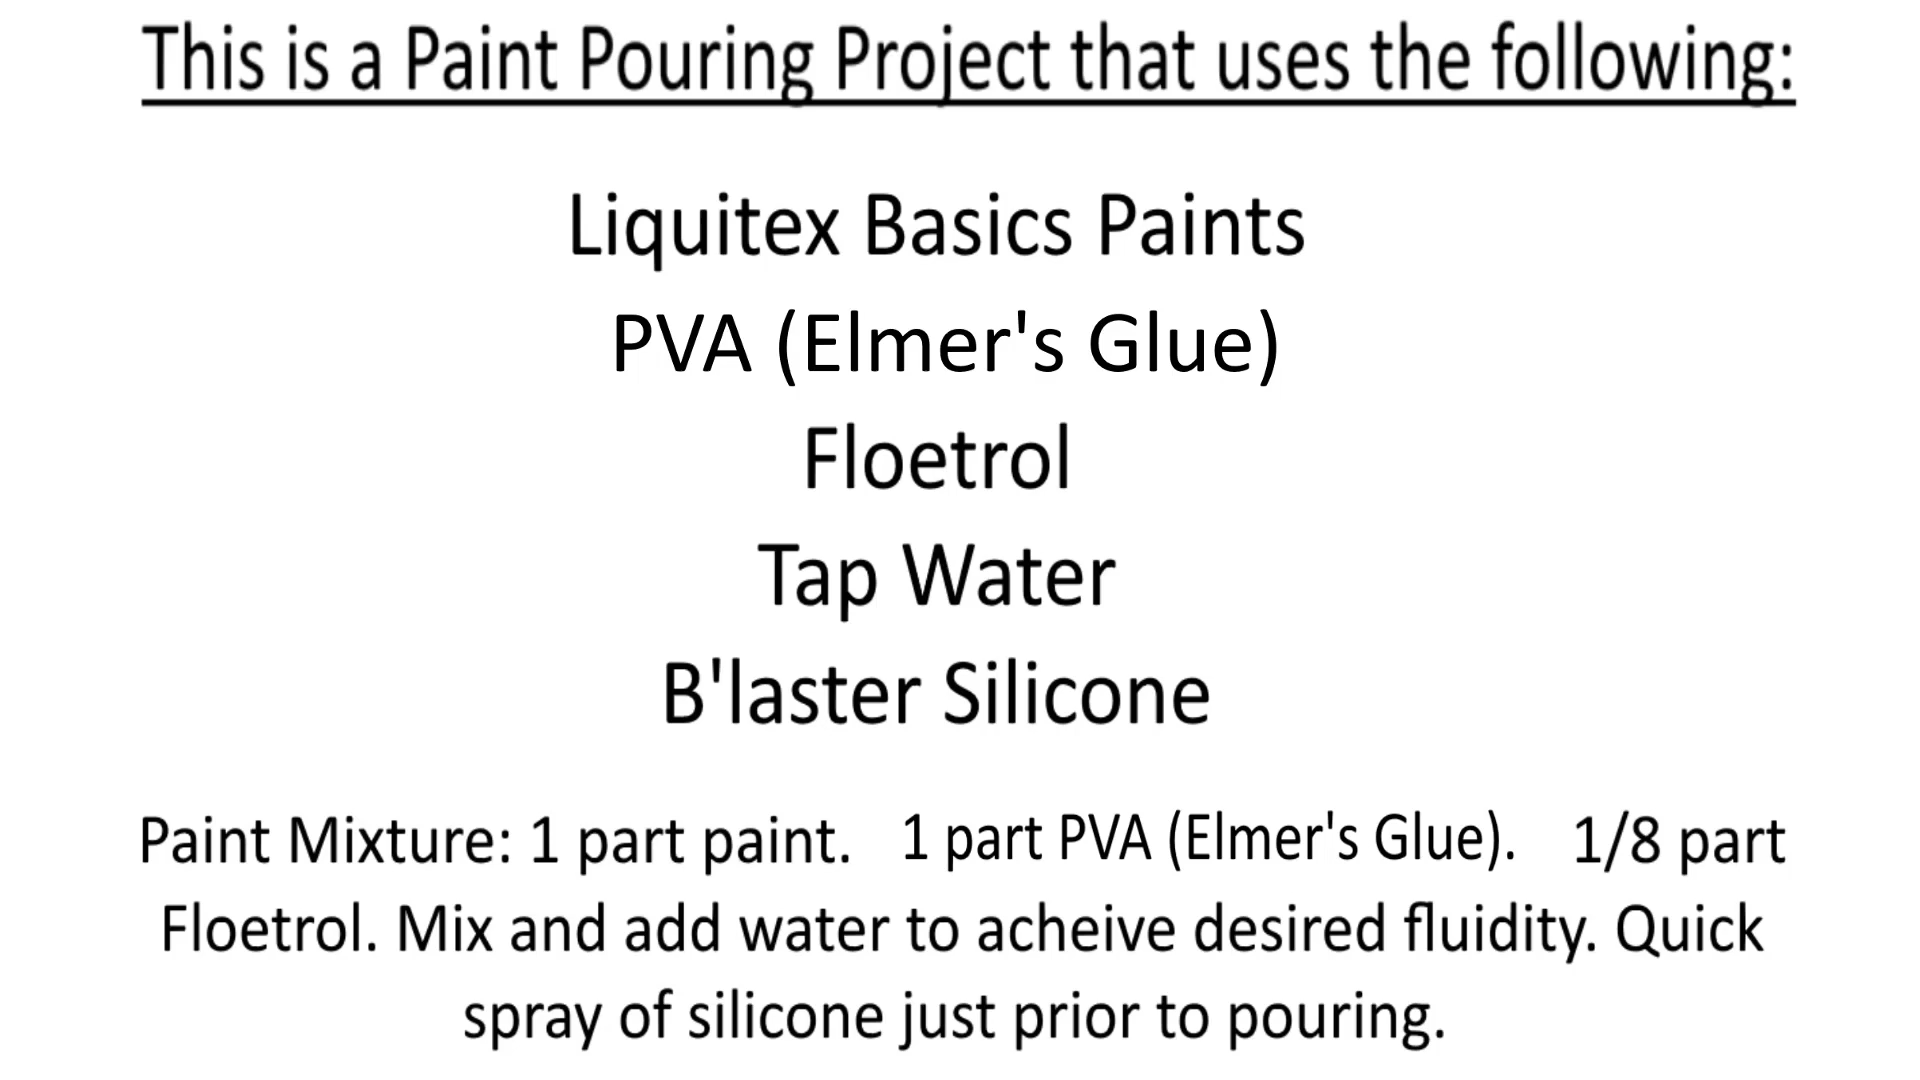 This is a Paint Pouring Project that uses the following:
Liquitex Basics Paints
PVA (Elmer's Glue)
Floetrol
Tap Water
B'laster Silicone
Paint Mixture: 1 part paint. 1 part PVA (Elmer's Glue). 1/8 part
Floetrol. Mix and add water to acheive desired fluidity. Quick
spray of silicone just prior to pouring.